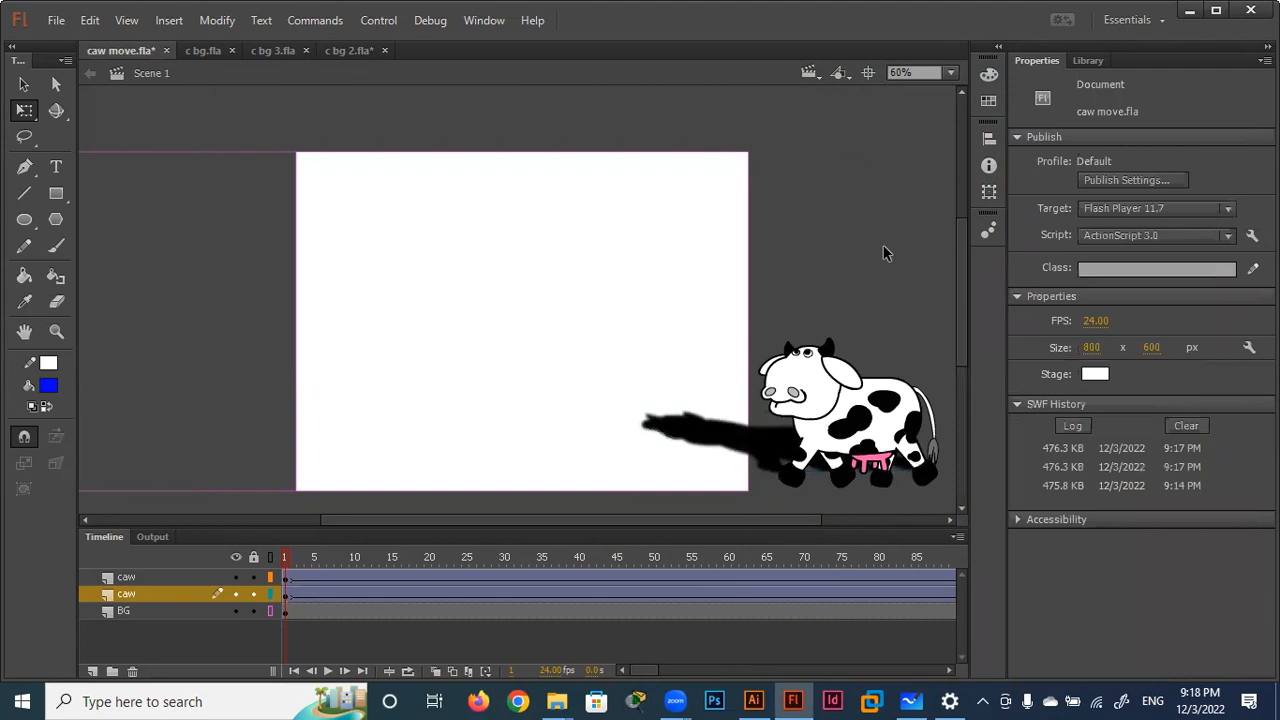 Fl File Edit View Insert Modify Text Commands Control Debug Window Help Essentials
caw move.fla* × c bg.fla × c bg 3.fla × c bg 2.fla* ×
T...
Scene 1
60%
Properties Library
Document
Fl
caw move.fla
Publish
Profile: Default
Publish Settings...
Target: Flash Player 11.7
Script: ActionScript 3.0
Class:
Properties
FPS: 24.00
Size: 800 x 600 px
Stage:
SWF History
Log Clear
476.3 KB 12/3/2022 9:17 PM
476.3 KB 12/3/2022 9:17 PM
475.8 KB 12/3/2022 9:14 PM
Accessibility
Timeline Output
1 5 10 15 20 25 30 35 40 45 50 55 60 65 70 75 80 85
caw
caw
BG
1 24.00 fps 0.0 s
Type here to search
zoom Ps Ai Fl Id
ENG
9:18 PM
12/3/2022